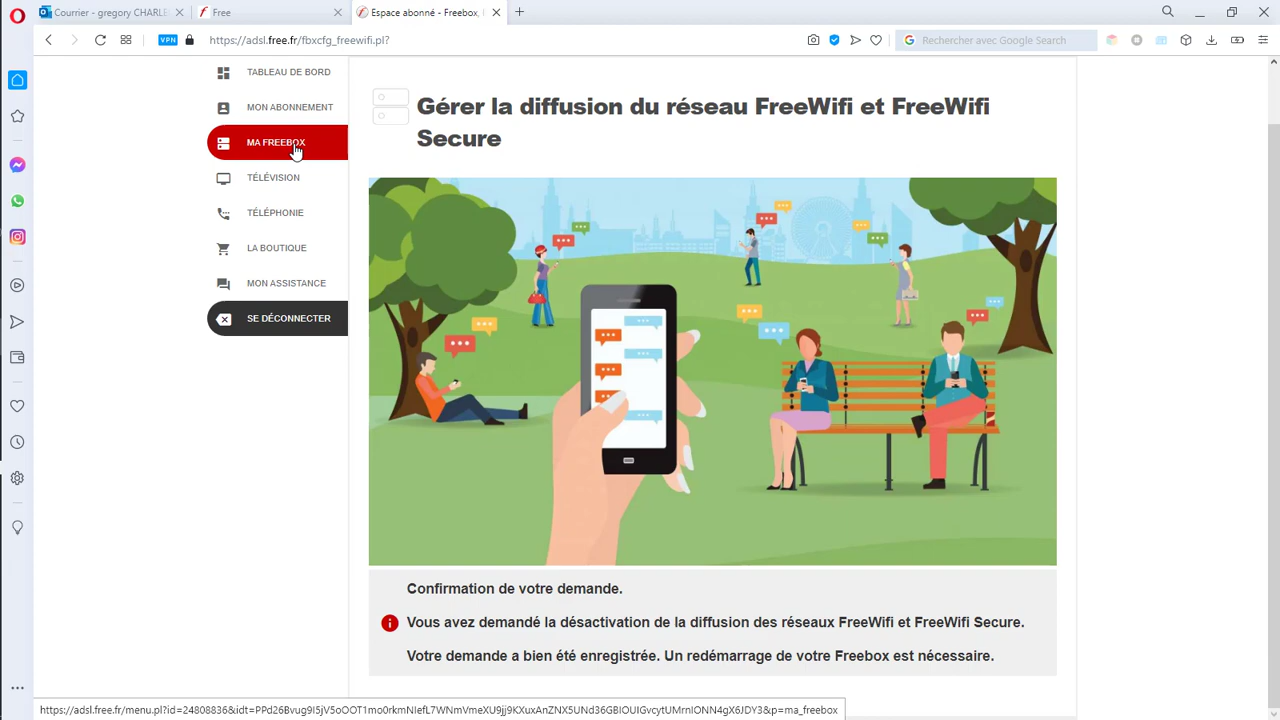 Courrier - gregory CHARLE
Free
Espace abonné - Freebox,
VPN
https://adsl.free.fr/fbxcfg_freewifi.pl?
Rechercher avec Google Search
TABLEAU DE BORD
MON ABONNEMENT
MA FREEBOX
TÉLÉVISION
TÉLÉPHONIE
LA BOUTIQUE
MON ASSISTANCE
SE DÉCONNECTER
Gérer la diffusion du réseau FreeWifi et FreeWifi
Secure
Confirmation de votre demande.
Vous avez demandé la désactivation de la diffusion des réseaux FreeWifi et FreeWifi Secure.
Votre demande a bien été enregistrée. Un redémarrage de votre Freebox est nécessaire.